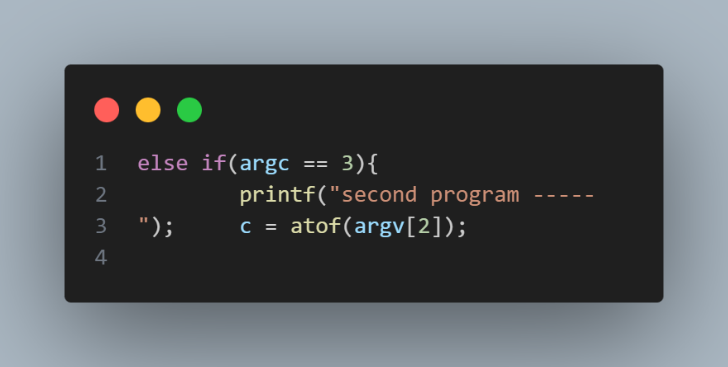 1 else if(argc == 3){
2         printf("second program -----
3 ");     c = atof(argv[2]);
4